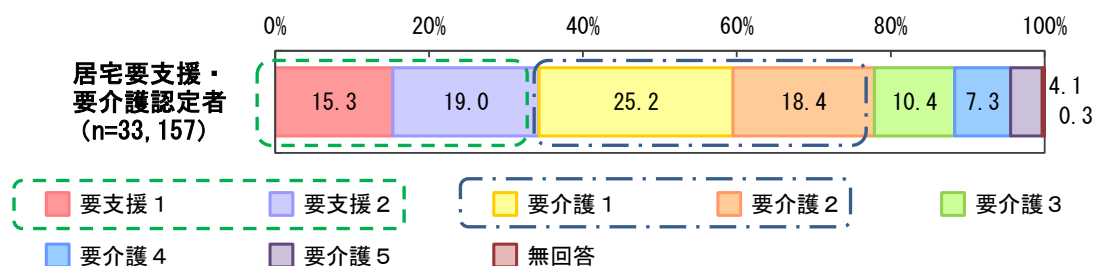 0% 20% 40% 60% 80% 100%
居宅要支援・
要介護認定者
(n=33,157)
15.3 19.0 25.2 18.4 10.4 7.3 4.1
0.3
要支援1 要支援2 要介護1 要介護2 要介護3
要介護4 要介護5 無回答